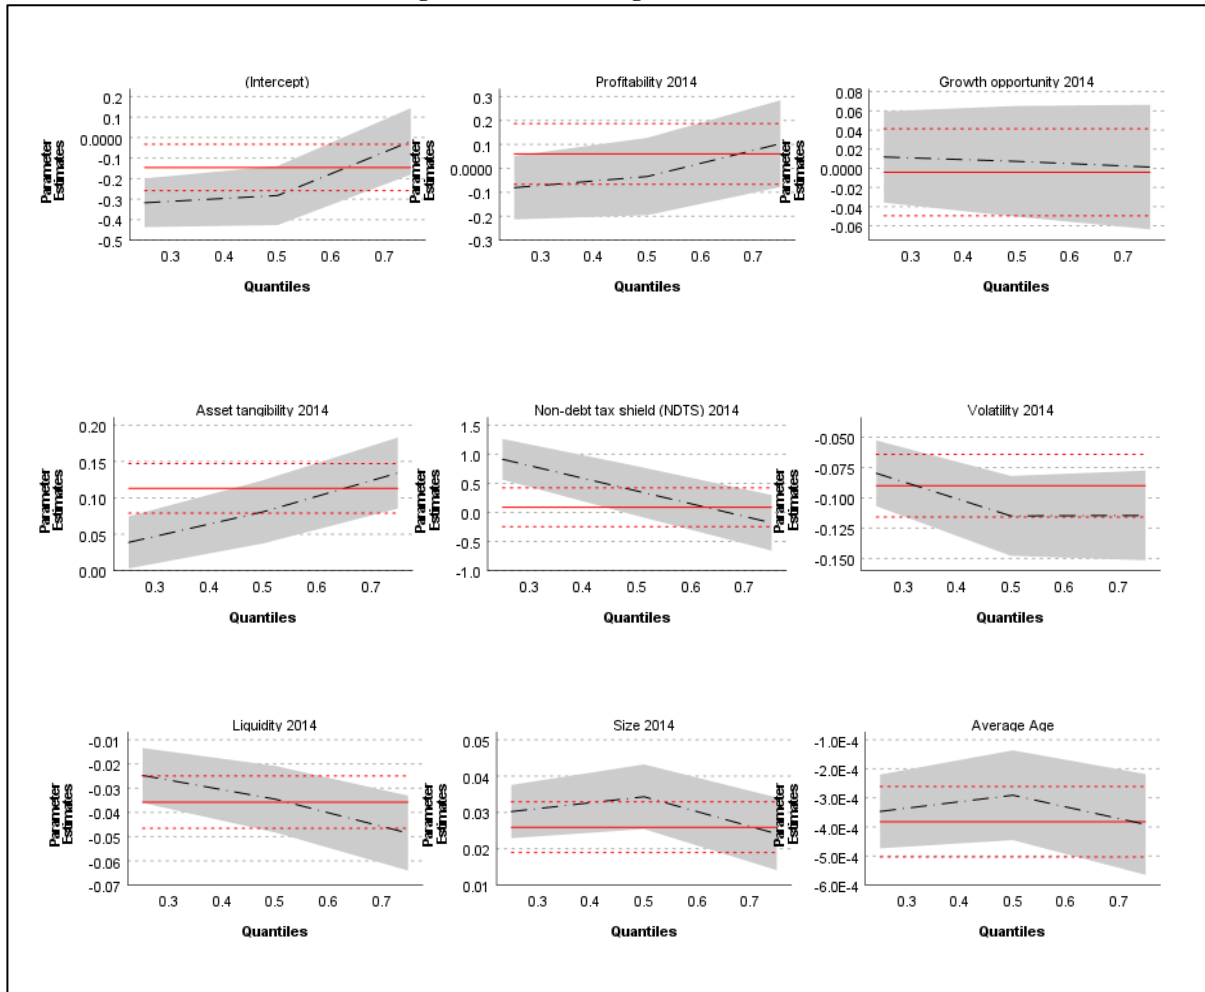 (Intercept)
0.2
0.1
0.0000
-0.1
-0.2
-0.3
-0.4
-0.5
Parameter
Estimates
0.3 0.4 0.5 0.6 0.7
Quantiles
Profitability 2014
0.3
0.2
0.1
0.0000
-0.1
-0.2
-0.3
Parameter
Estimates
0.3 0.4 0.5 0.6 0.7
Quantiles
Growth opportunity 2014
0.08
0.06
0.04
0.02
0.0000
-0.02
-0.04
-0.06
Parameter
Estimates
0.3 0.4 0.5 0.6 0.7
Quantiles
Asset tangibility 2014
0.20
0.15
0.10
0.05
0.00
Parameter
Estimates
0.3 0.4 0.5 0.6 0.7
Quantiles
Non-debt tax shield (NDTS) 2014
1.5
1.0
0.5
0.0
-0.5
-1.0
Parameter
Estimates
0.3 0.4 0.5 0.6 0.7
Quantiles
Volatility 2014
-0.050
-0.075
-0.100
-0.125
-0.150
Parameter
Estimates
0.3 0.4 0.5 0.6 0.7
Quantiles
Liquidity 2014
-0.01
-0.02
-0.03
-0.04
-0.05
-0.06
-0.07
Parameter
Estimates
0.3 0.4 0.5 0.6 0.7
Quantiles
Size 2014
0.05
0.04
0.03
0.02
0.01
Parameter
Estimates
0.3 0.4 0.5 0.6 0.7
Quantiles
Average Age
-1.0E-4
-2.0E-4
-3.0E-4
-4.0E-4
-5.0E-4
-6.0E-4
Parameter
Estimates
0.3 0.4 0.5 0.6 0.7
Quantiles